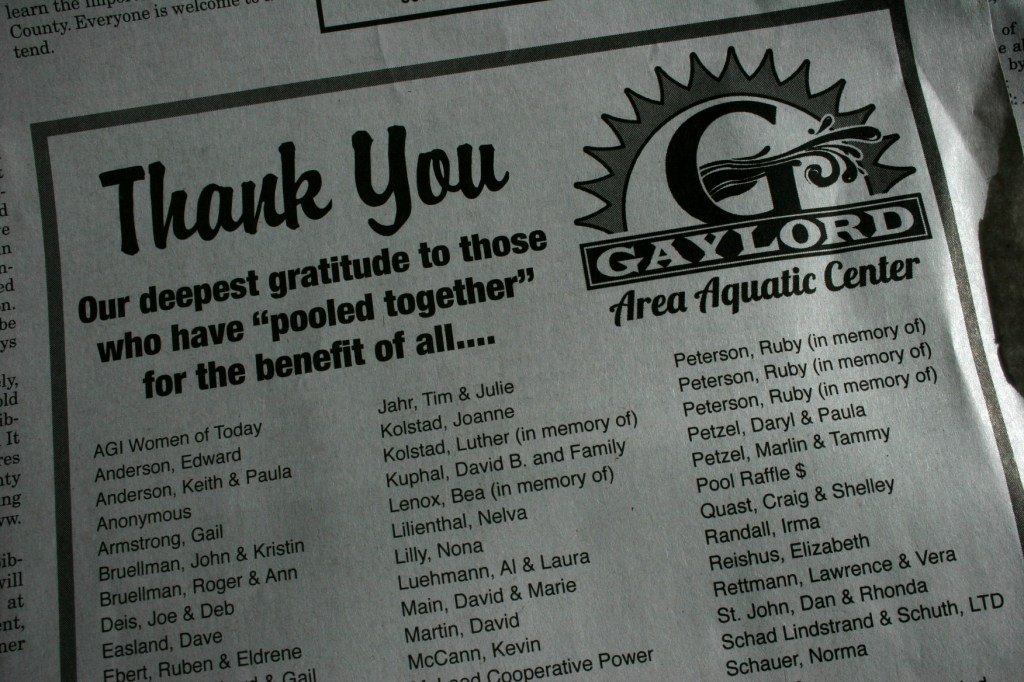 learn the
County. Everyone is welcome to
tend.
Thank You
Our deepest gratitude to those
who have “pooled together”
for the benefit of all....
G
GAYLORD
Area Aquatic Center
AGI Women of Today
Anderson, Edward
Anderson, Keith & Paula
Anonymous
Armstrong, Gail
Bruellman, John & Kristin
Bruellman, Roger & Ann
Deis, Joe & Deb
Easland, Dave
Ebert, Ruben & Eldrene
& Gail
Jahr, Tim & Julie
Kolstad, Joanne
Kolstad, Luther (in memory of)
Kuphal, David B. and Family
Lenox, Bea (in memory of)
Lilienthal, Nelva
Lilly, Nona
Luehmann, Al & Laura
Main, David & Marie
Martin, David
McCann, Kevin
Cooperative Power
Peterson, Ruby (in memory of)
Peterson, Ruby (in memory of)
Peterson, Ruby (in memory of)
Petzel, Daryl & Paula
Petzel, Marlin & Tammy
Pool Raffle $
Quast, Craig & Shelley
Randall, Irma
Reishus, Elizabeth
Rettmann, Lawrence & Vera
St. John, Dan & Rhonda
Schad Lindstrand & Schuth, LTD
Schauer, Norma